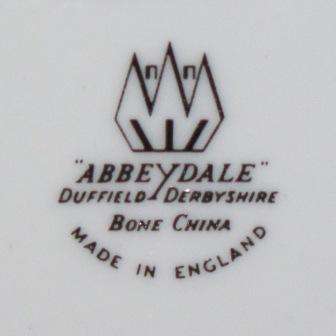 "ABBEYDALE"
DUFFIELD DERBYSHIRE
BONE CHINA
MADE IN ENGLAND